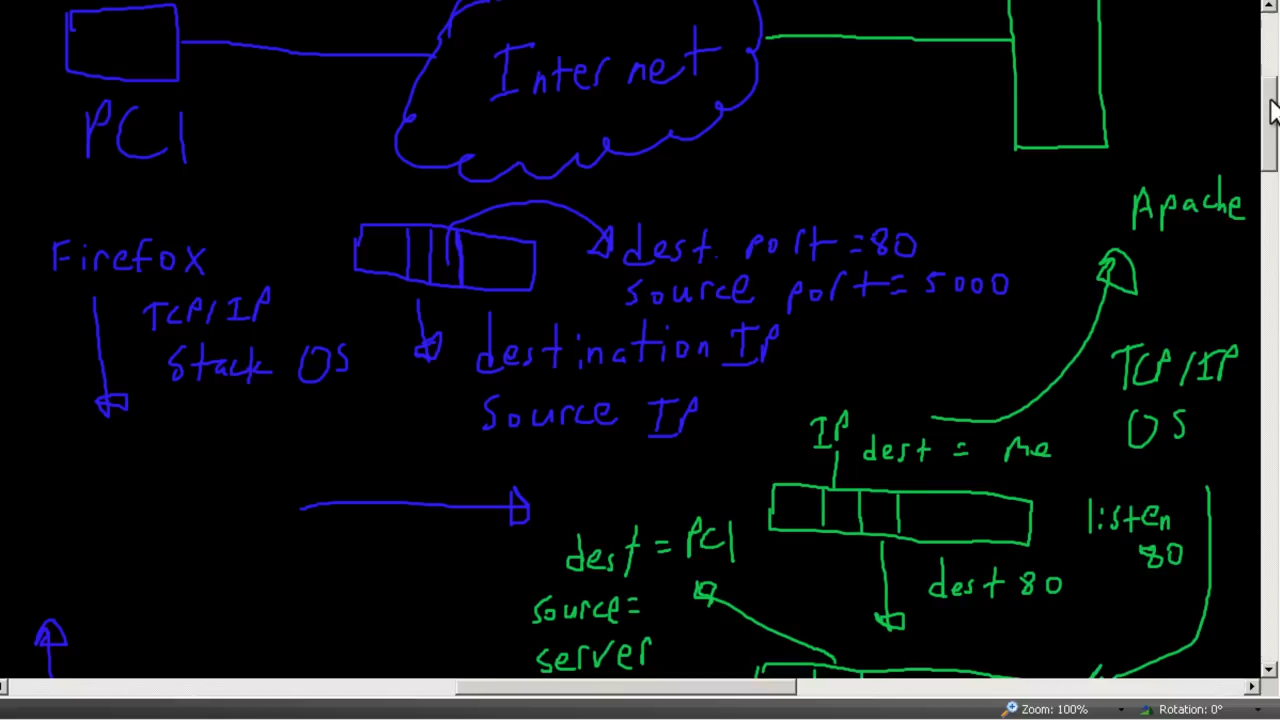 Internet
PC1
Apache
Firefox
dest. port = 80
source port = 5000
TCP/IP
Stack OS
destination IP
Source IP
TCP/IP
OS
IP
dest = me
listen
80
dest = PC1
dest 80
source =
server
Zoom: 100%
Rotation: 0°